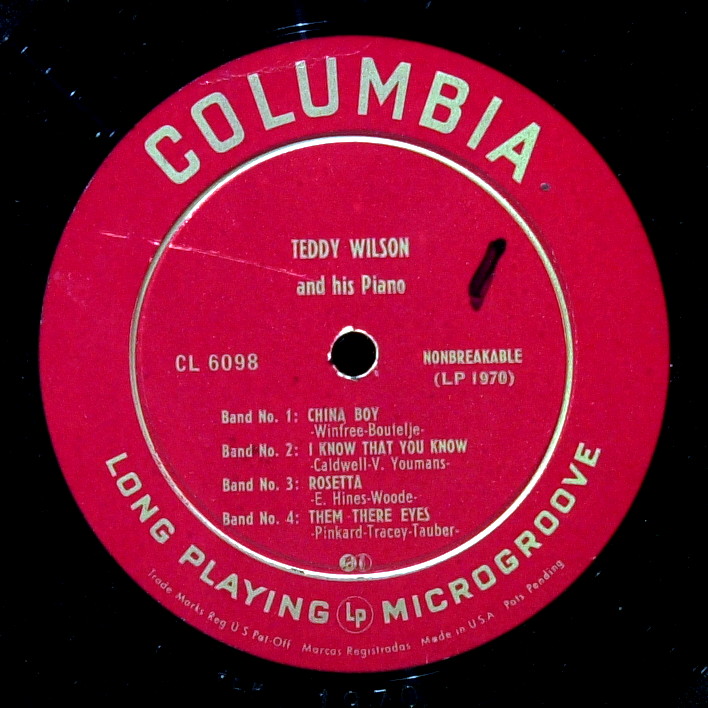 COLUMBIA
TEDDY WILSON
and his Piano
CL 6098
NONBREAKABLE
(LP 1970)
Band No. 1: CHINA BOY
-Winfree-Boutelje-
Band No. 2: I KNOW THAT YOU KNOW
-Caldwell-V. Youmans-
Band No. 3: ROSETTA
-E. Hines-Woode-
Band No. 4: THEM THERE EYES
-Pinkard-Tracey-Tauber-
LONG PLAYING Lp MICROGROOVE
Trade Marks Reg U S Pat-Off Marcas Registradas Made in U S A Pats Pending